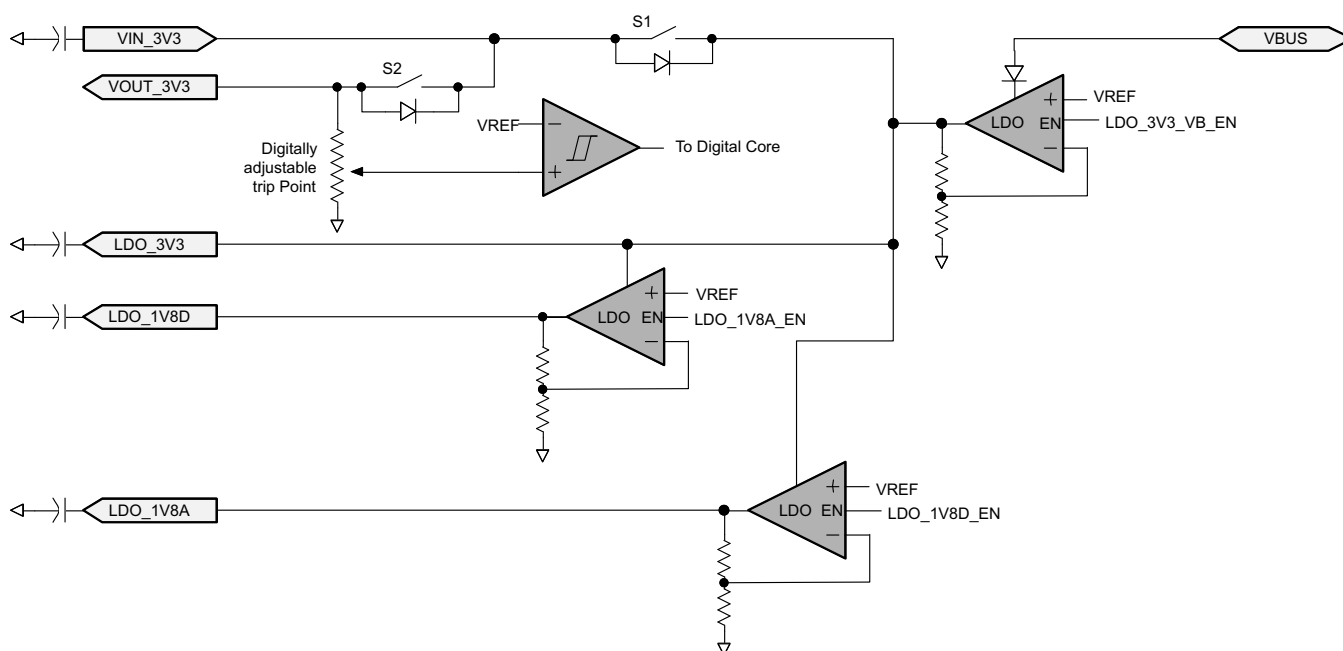 S1
VIN_3V3
VBUS
S2
VOUT_3V3
VREF
+
LDO
EN
LDO_3V3_VB_EN
−
VREF
−
To Digital Core
+
Digitally
adjustable
trip Point
LDO_3V3
+
VREF
LDO_1V8D
LDO
EN
LDO_1V8A_EN
−
+
VREF
LDO_1V8A
LDO
EN
LDO_1V8D_EN
−